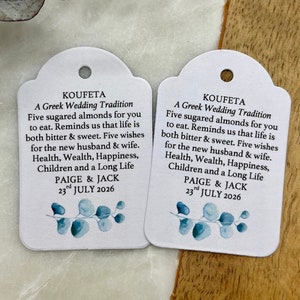 KOUFETA
A Greek Wedding Tradition
Five sugared almonds for you
to eat. Reminds us that life is
both bitter & sweet. Five wishes
for the new husband & wife.
Health, Wealth, Happiness,
Children and a Long Life
PAIGE & JACK
23rd JULY 2026
KOUFETA
A Greek Wedding Tradition
Five sugared almonds for you
to eat. Reminds us that life is
both bitter & sweet. Five wishes
for the new husband & wife.
Health, Wealth, Happiness,
Children and a Long Life
PAIGE & JACK
23rd JULY 2026